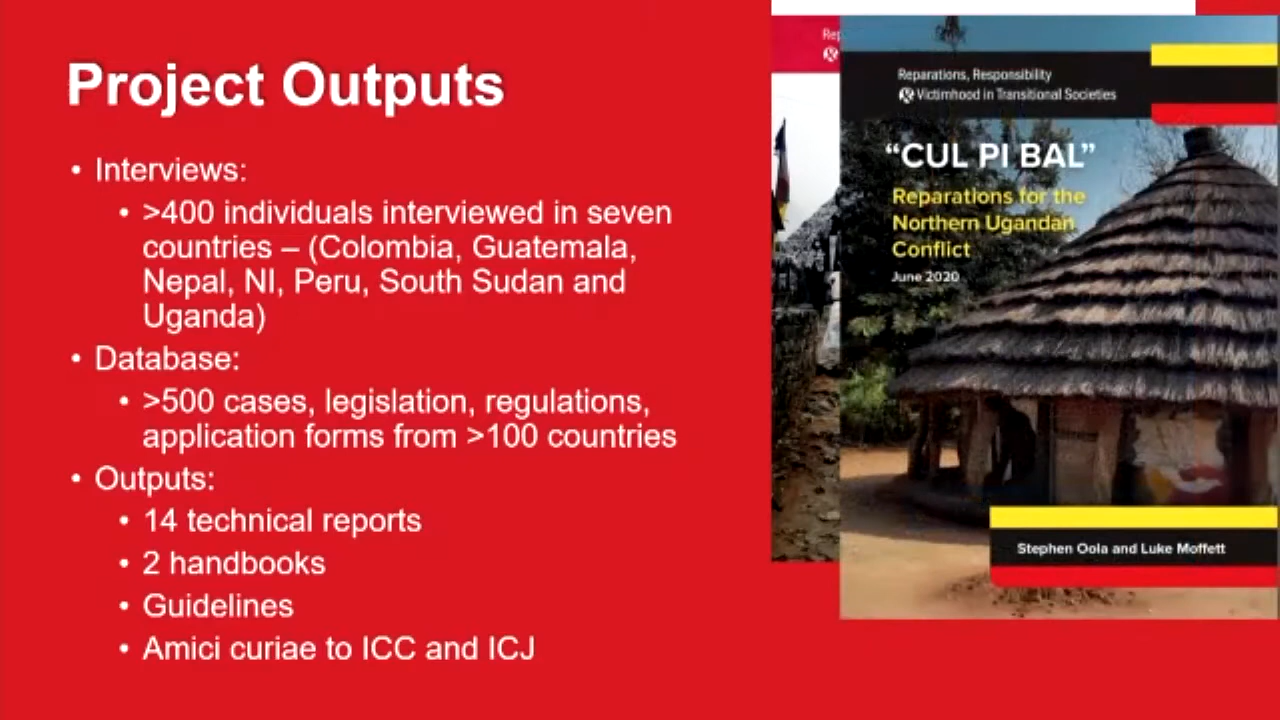 Project Outputs
• Interviews:
• >400 individuals interviewed in seven
countries – (Colombia, Guatemala,
Nepal, NI, Peru, South Sudan and
Uganda)
• Database:
• >500 cases, legislation, regulations,
application forms from >100 countries
• Outputs:
• 14 technical reports
• 2 handbooks
• Guidelines
• Amici curiae to ICC and ICJ
Rep
Reparations, Responsibility
& Victimhood in Transitional Societies
“CUL PI BAL”
Reparations for the
Northern Ugandan
Conflict
June 2020
Stephen Oola and Luke Moffett